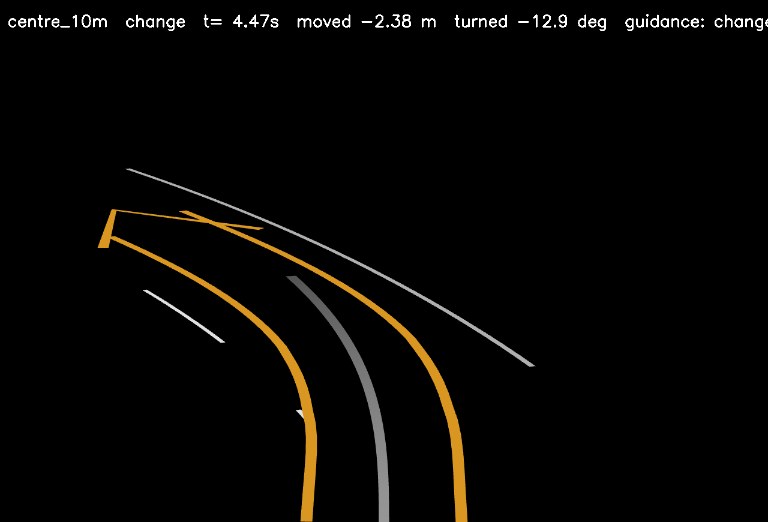 centre_10m change t= 4.47s moved −2.38 m turned −12.9 deg guidance: change